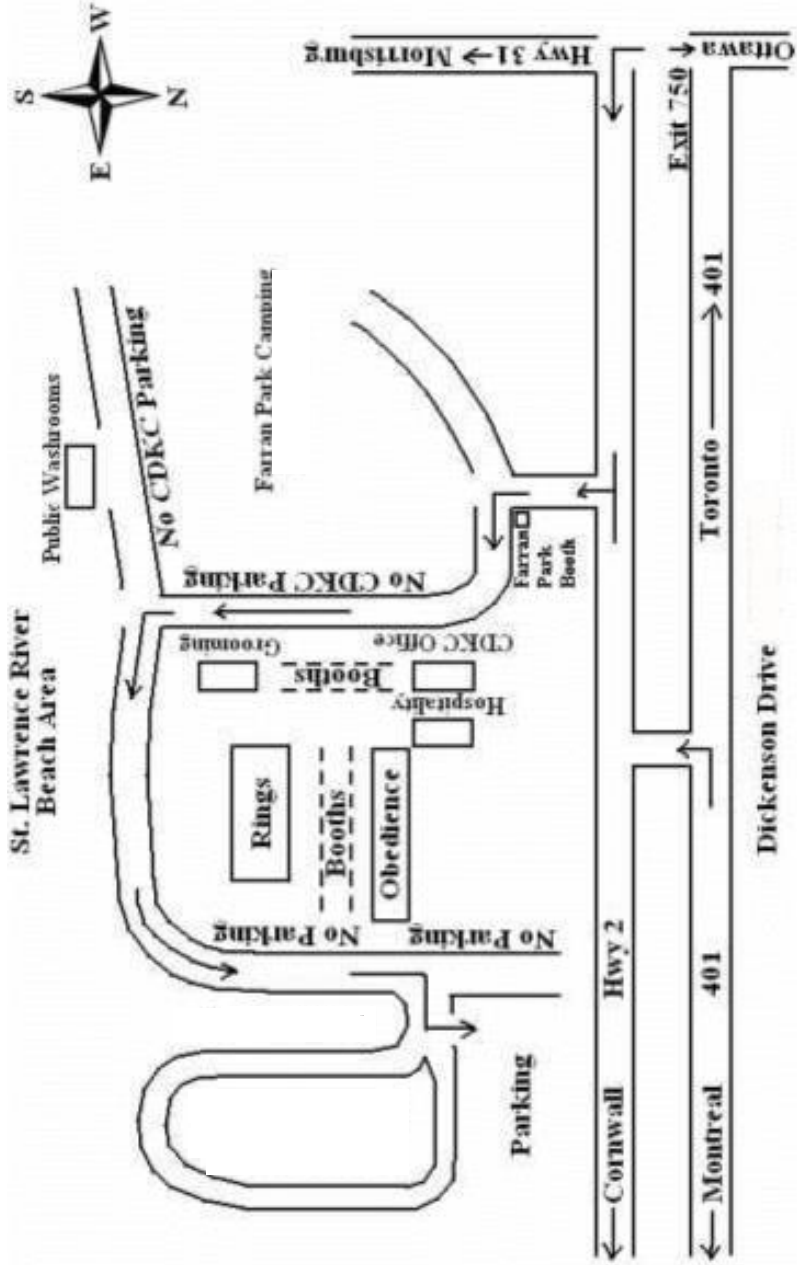 S
W
E
N
Hwy 31 → Morrisburg
Ottawa
Exit 750
Public Washrooms
No CDKC Parking
Farran Park Camping
No CDKC Parking
Farran
Park
Booth
Toronto → 401
St. Lawrence River
Beach Area
Grooming
Booths
CDKC Office
Hospitality
Rings
Booths
Obedience
No Parking
No Parking
Parking
Cornwall
Hwy 2
Montreal
401
Dickenson Drive